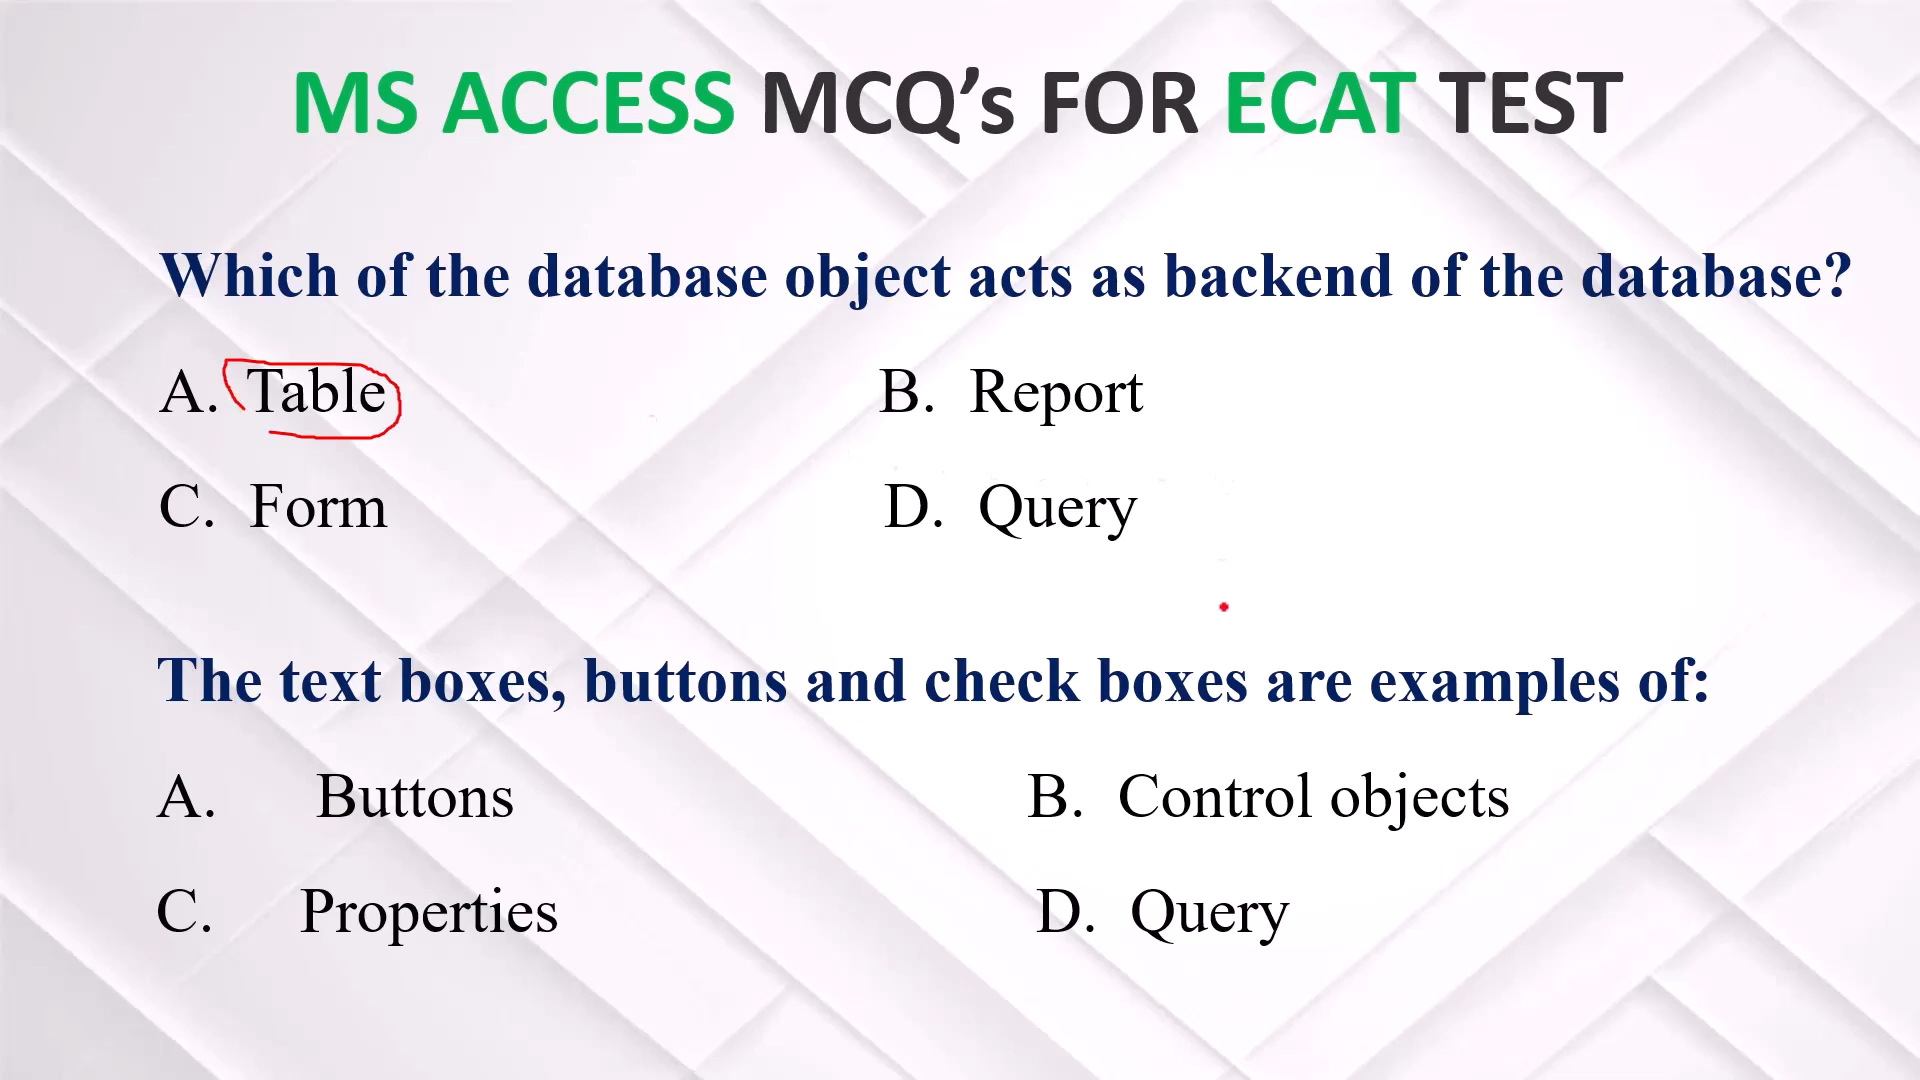 MS ACCESS MCQ’s FOR ECAT TEST
Which of the database object acts as backend of the database?
A. Table B. Report
C. Form D. Query
The text boxes, buttons and check boxes are examples of:
A. Buttons B. Control objects
C. Properties D. Query